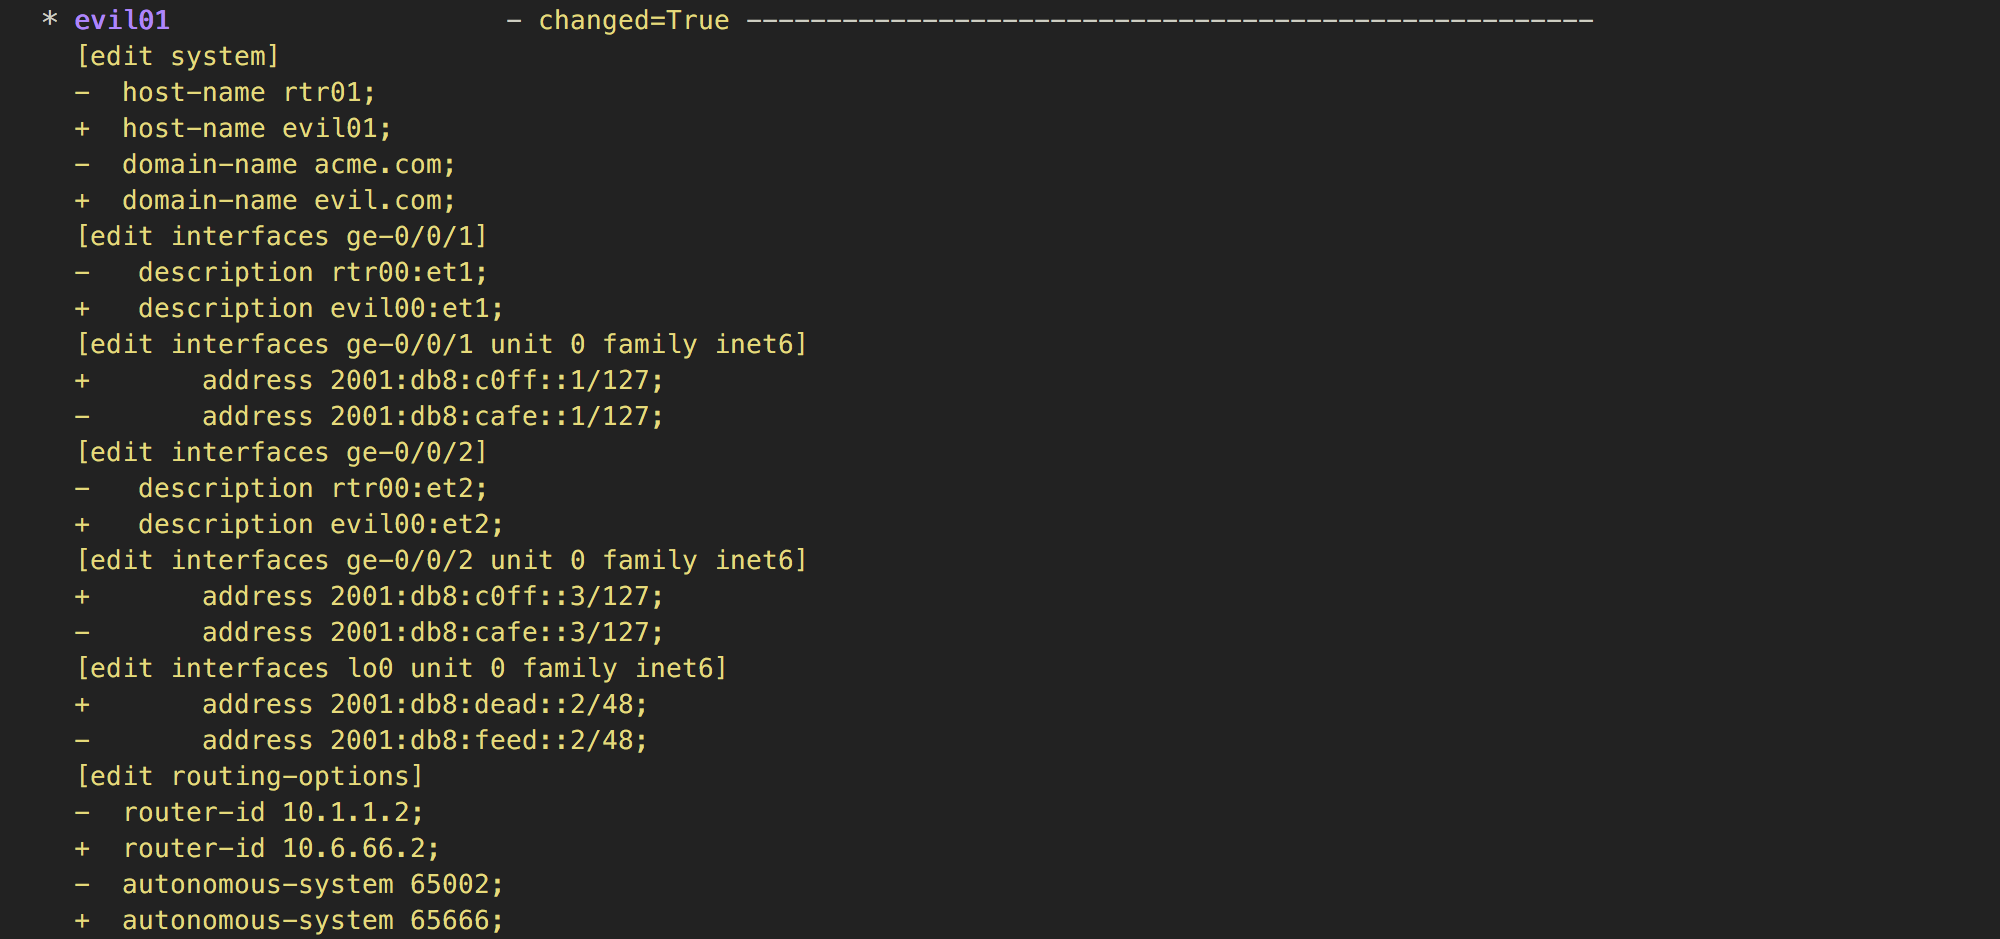 * evil01                     - changed=True -----------------------------------------------------
  [edit system]
  -  host-name rtr01;
  +  host-name evil01;
  -  domain-name acme.com;
  +  domain-name evil.com;
  [edit interfaces ge-0/0/1]
  -   description rtr00:et1;
  +   description evil00:et1;
  [edit interfaces ge-0/0/1 unit 0 family inet6]
  +       address 2001:db8:c0ff::1/127;
  -       address 2001:db8:cafe::1/127;
  [edit interfaces ge-0/0/2]
  -   description rtr00:et2;
  +   description evil00:et2;
  [edit interfaces ge-0/0/2 unit 0 family inet6]
  +       address 2001:db8:c0ff::3/127;
  -       address 2001:db8:cafe::3/127;
  [edit interfaces lo0 unit 0 family inet6]
  +       address 2001:db8:dead::2/48;
  -       address 2001:db8:feed::2/48;
  [edit routing-options]
  -  router-id 10.1.1.2;
  +  router-id 10.6.66.2;
  -  autonomous-system 65002;
  +  autonomous-system 65666;